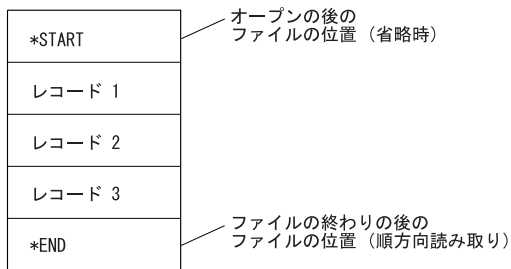 オープンの後の
ファイルの位置（省略時）
*START
レコード 1
レコード 2
レコード 3
ファイルの終わりの後の
ファイルの位置（順方向読み取り）
*END